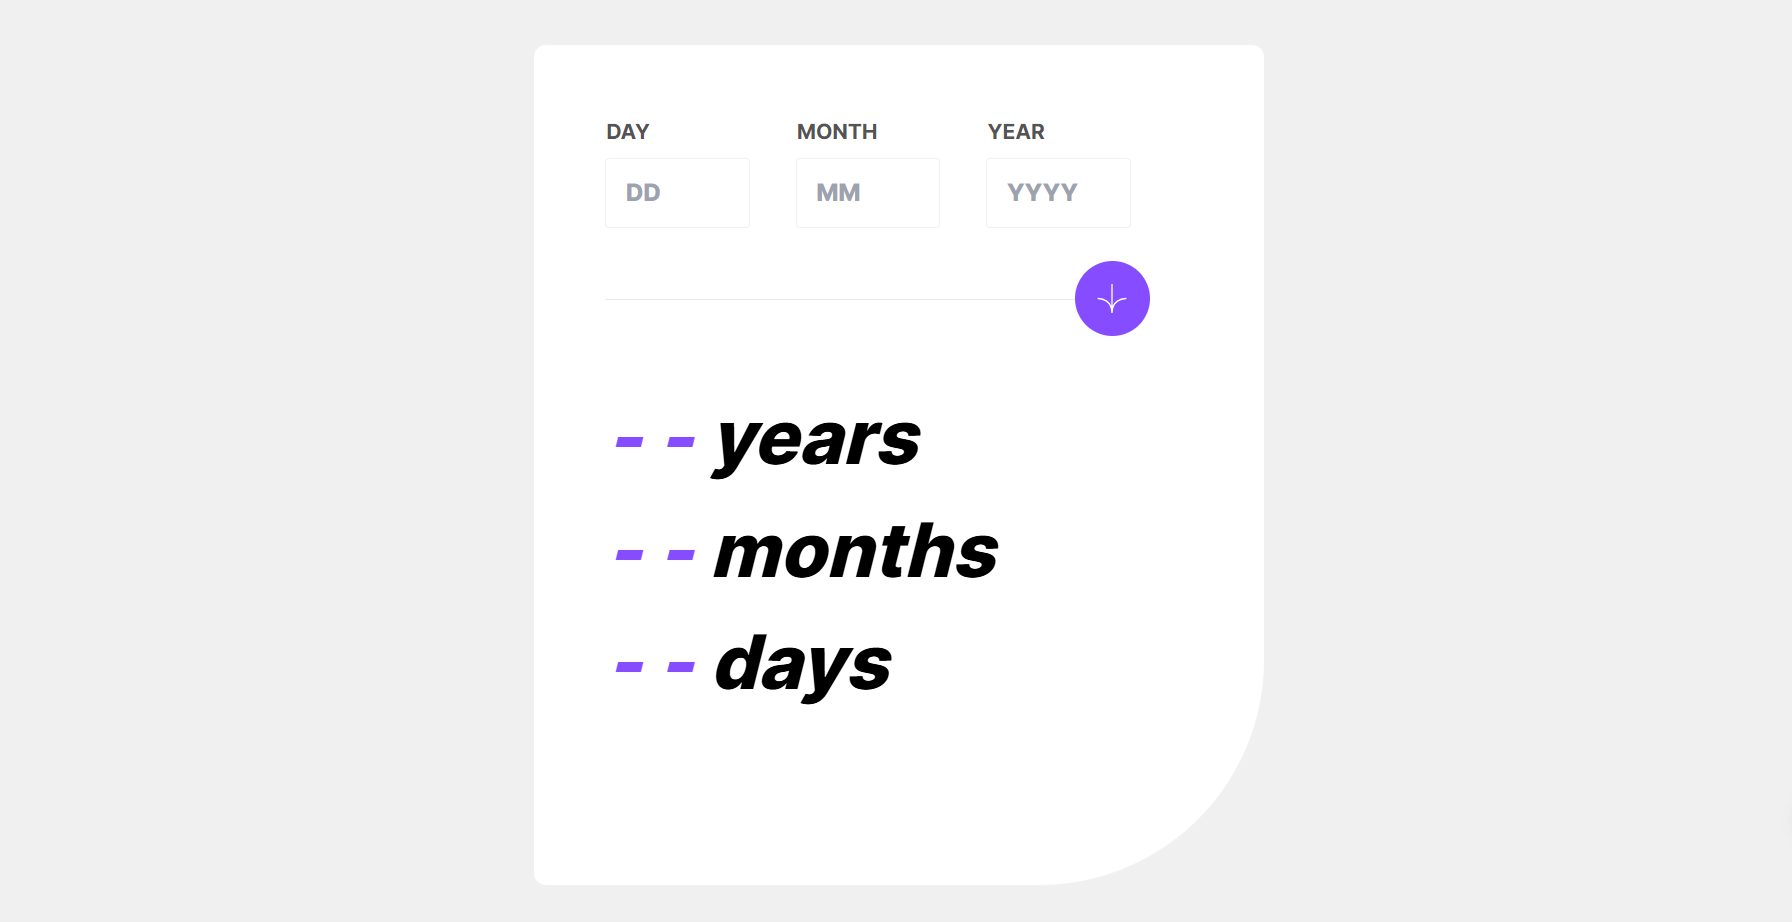 DAY MONTH YEAR
DD MM YYYY
- - years
- - months
- - days